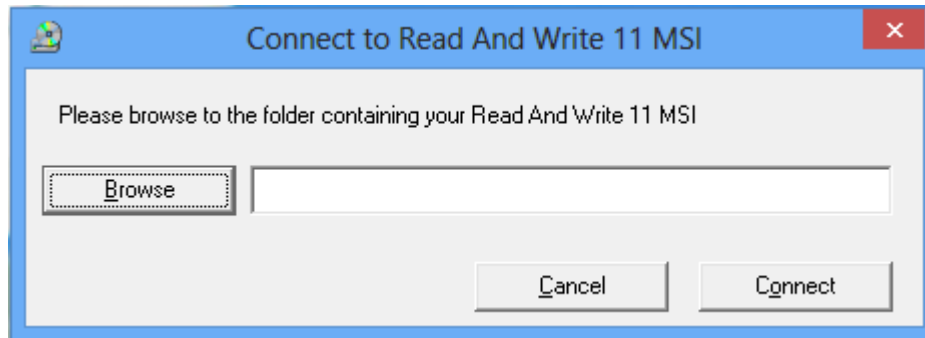 Connect to Read And Write 11 MSI
Please browse to the folder containing your Read And Write 11 MSI
Browse
Cancel
Connect